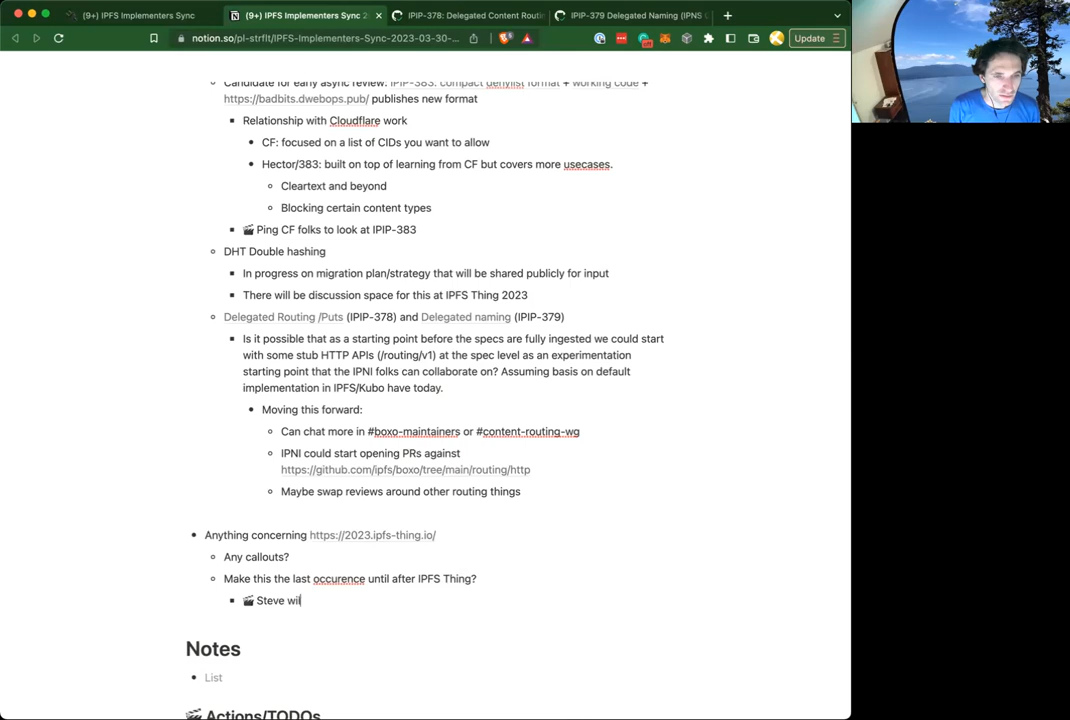 (9+) IPFS Implementers Sync
(9+) IPFS Implementers Sync 2
IPIP-378: Delegated Content Routin
IPIP-379 Delegated Naming (IPNS
notion.so/pl-strflt/IPFS-Implementers-Sync-2023-03-30-...
Update
Candidate for early async review: IPIP-383: compact denylist format + working code +
https://badbits.dwebops.pub/ publishes new format
Relationship with Cloudflare work
CF: focused on a list of CIDs you want to allow
Hector/383: built on top of learning from CF but covers more usecases.
Cleartext and beyond
Blocking certain content types
🎬 Ping CF folks to look at IPIP-383
DHT Double hashing
In progress on migration plan/strategy that will be shared publicly for input
There will be discussion space for this at IPFS Thing 2023
Delegated Routing /Puts (IPIP-378) and Delegated naming (IPIP-379)
Is it possible that as a starting point before the specs are fully ingested we could start
with some stub HTTP APIs (/routing/v1) at the spec level as an experimentation
starting point that the IPNI folks can collaborate on? Assuming basis on default
implementation in IPFS/Kubo have today.
Moving this forward:
Can chat more in #boxo-maintainers or #content-routing-wg
IPNI could start opening PRs against
https://github.com/ipfs/boxo/tree/main/routing/http
Maybe swap reviews around other routing things
Anything concerning https://2023.ipfs-thing.io/
Any callouts?
Make this the last occurence until after IPFS Thing?
🎬 Steve wil
Notes
List
🎬 Actions/TODOs